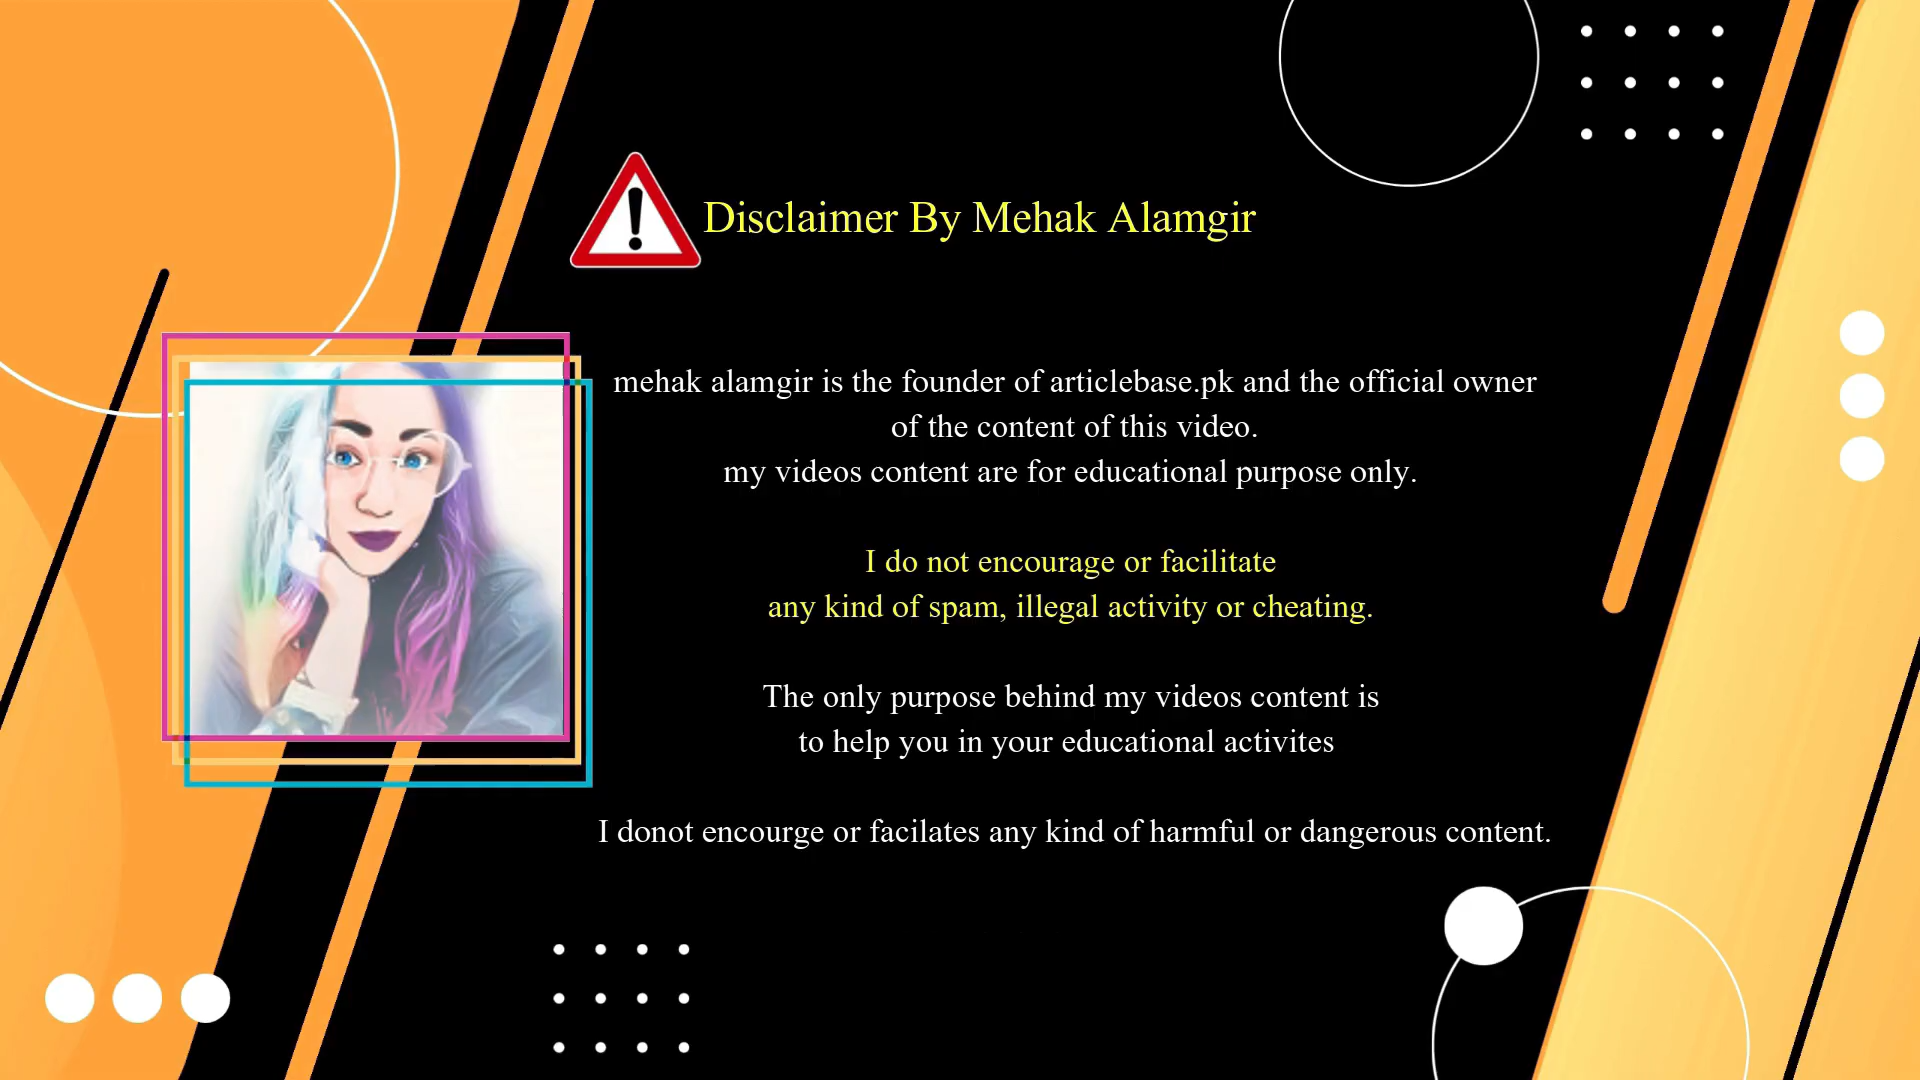 Disclaimer By Mehak Alamgir
mehak alamgir is the founder of articlebase.pk and the official owner
of the content of this video.
my videos content are for educational purpose only.
I do not encourage or facilitate
any kind of spam, illegal activity or cheating.
The only purpose behind my videos content is
to help you in your educational activites
I donot encourge or facilates any kind of harmful or dangerous content.